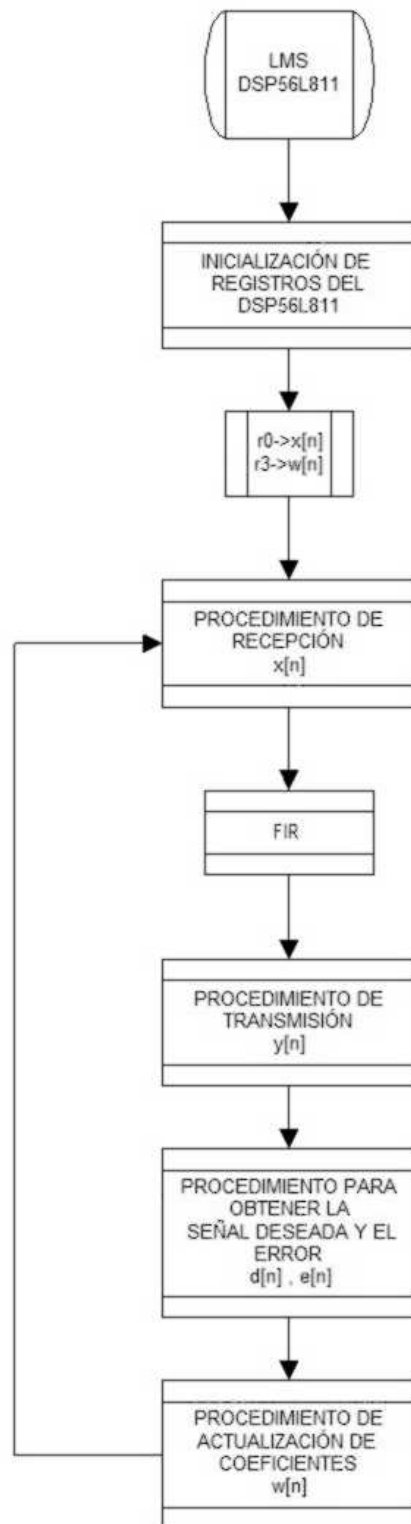 LMS
DSP56L811
INICIALIZACIÓN DE
REGISTROS DEL
DSP56L811
r0->x[n]
r3->w[n]
PROCEDIMIENTO DE
RECEPCIÓN
x[n]
FIR
PROCEDIMIENTO DE
TRANSMISIÓN
y[n]
PROCEDIMIENTO PARA
OBTENER LA
SEÑAL DESEADA Y EL
ERROR
d[n] , e[n]
PROCEDIMIENTO DE
ACTUALIZACIÓN DE
COEFICIENTES
w[n]